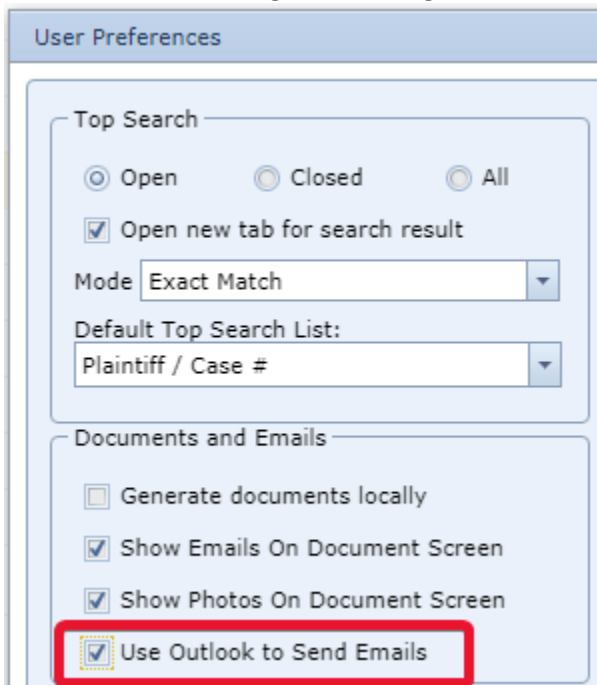 User Preferences
Top Search
Open Closed All
Open new tab for search result
Mode Exact Match
Default Top Search List:
Plaintiff / Case #
Documents and Emails
Generate documents locally
Show Emails On Document Screen
Show Photos On Document Screen
Use Outlook to Send Emails